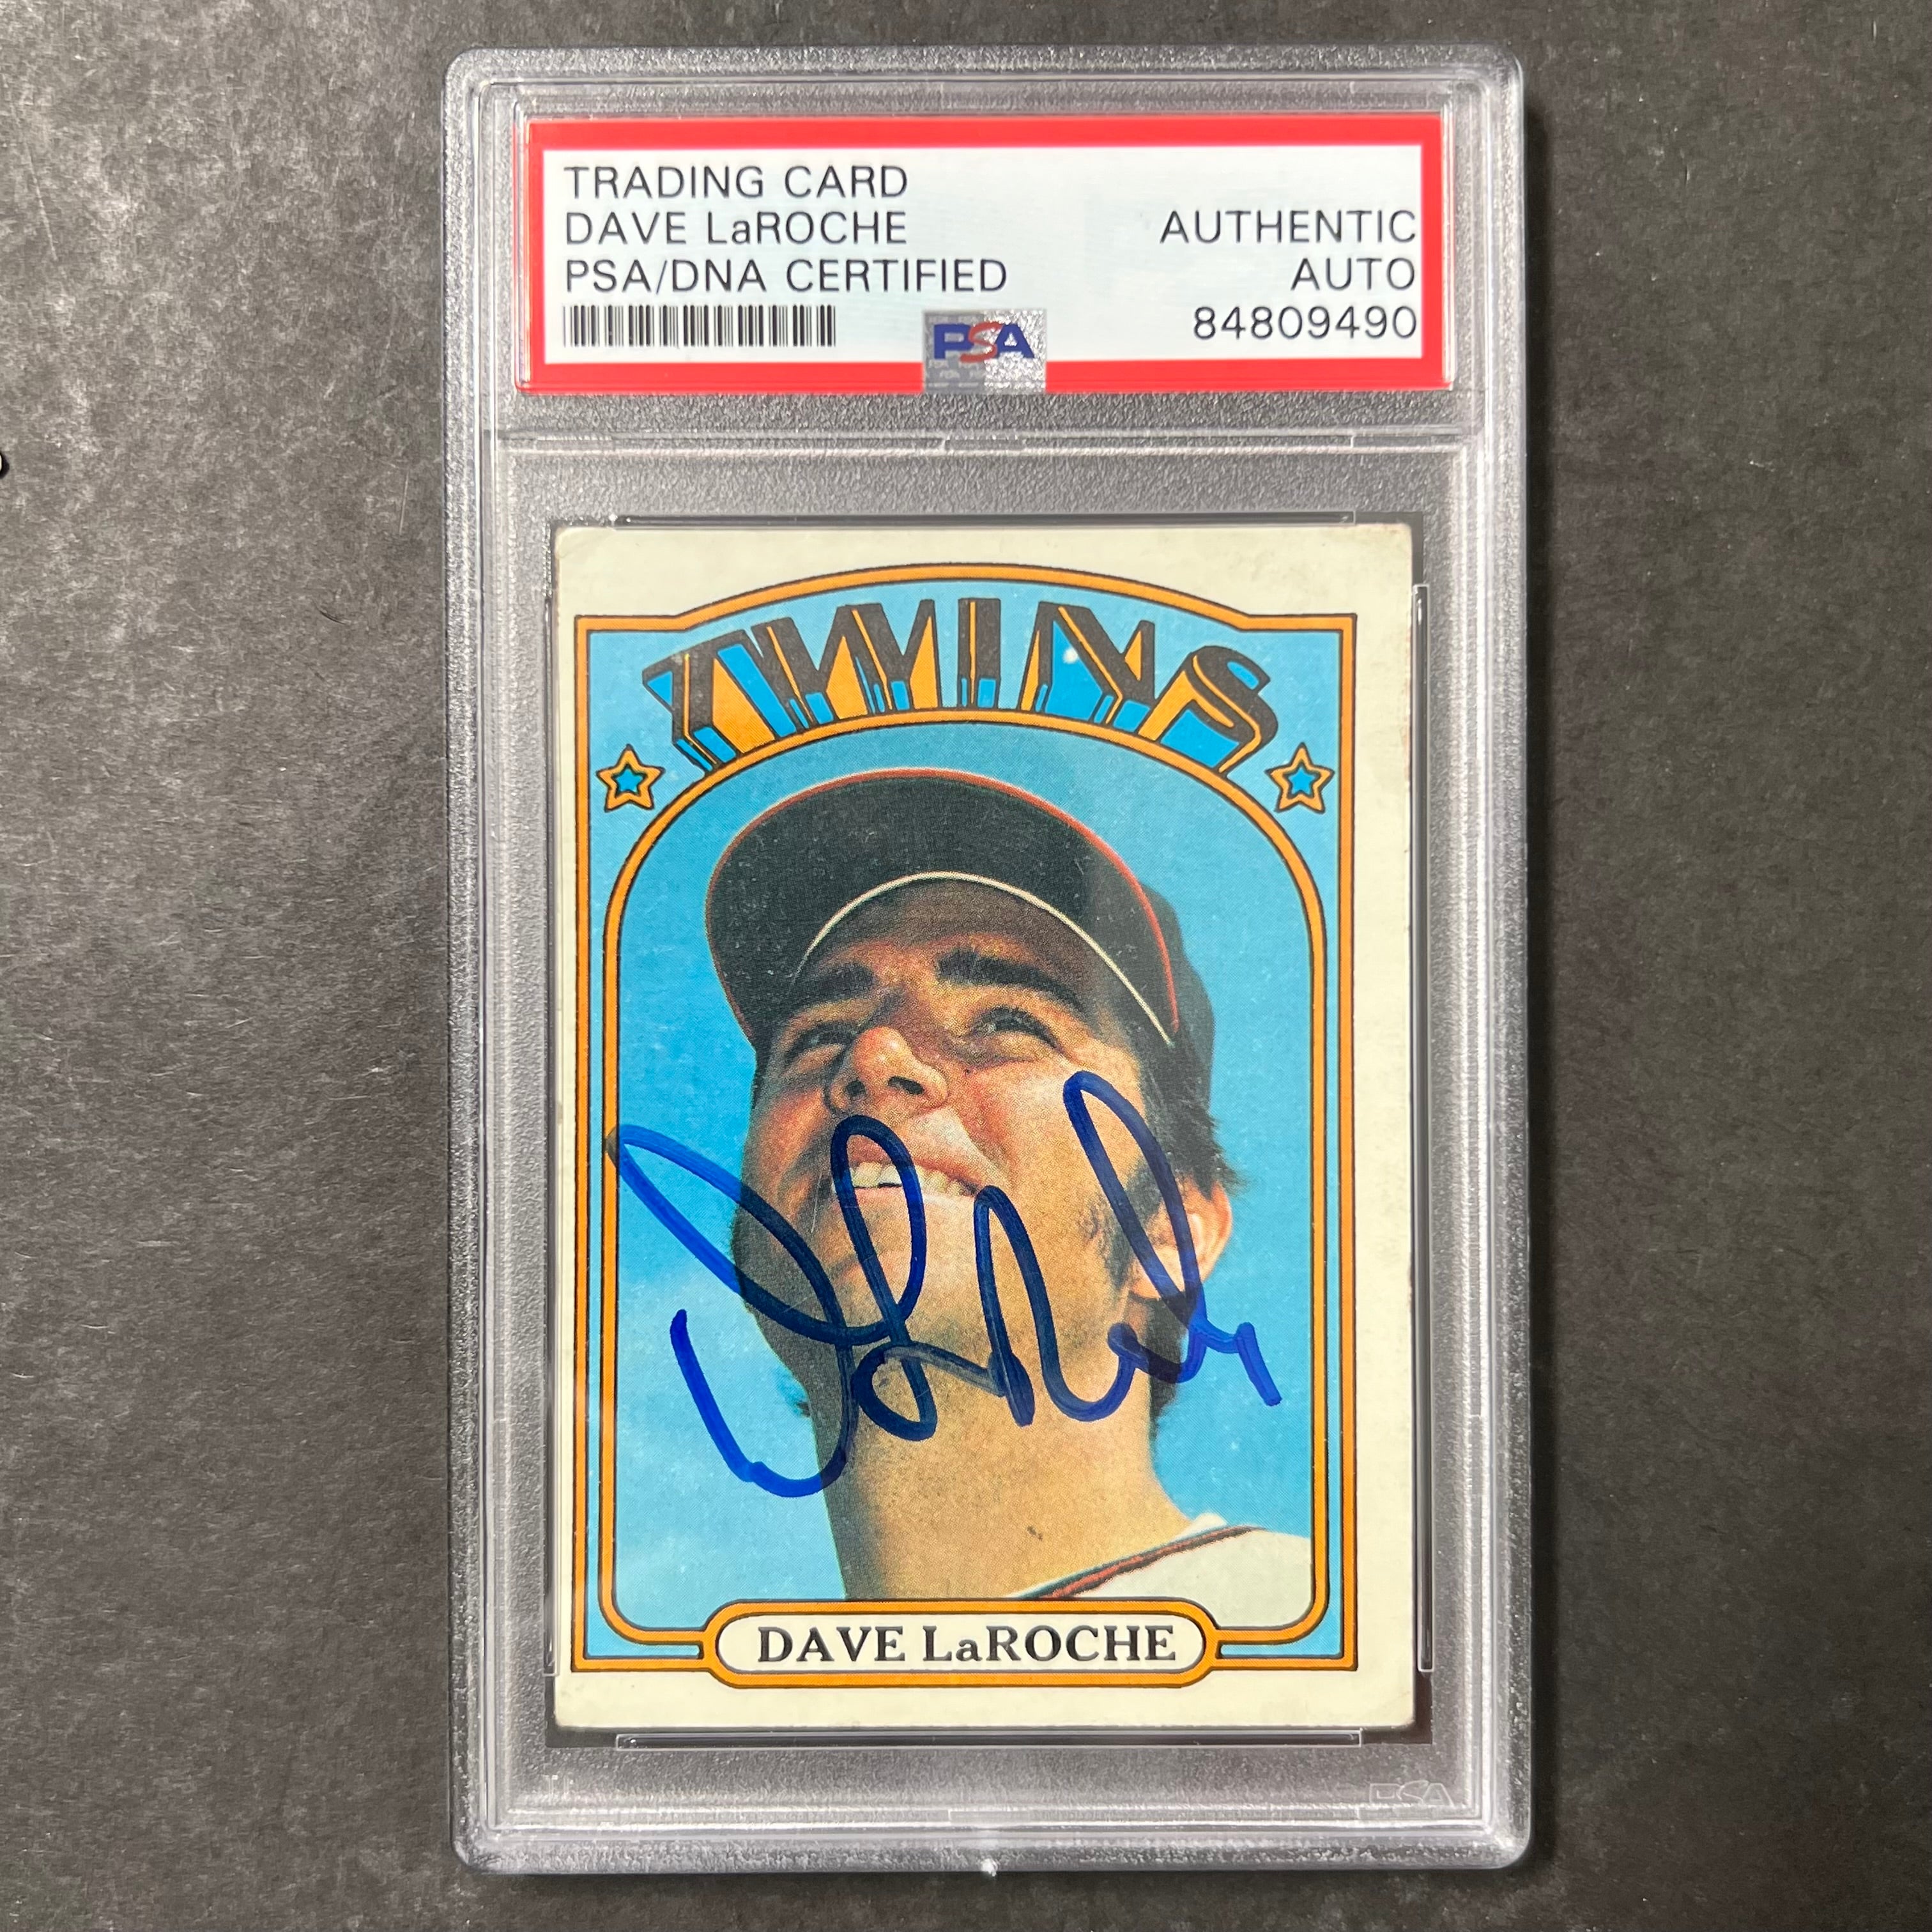 TRADING CARD
DAVE LaROCHE
PSA/DNA CERTIFIED
AUTHENTIC
AUTO
84809490
PSA
TWINS
DAVE LaROCHE
PSA